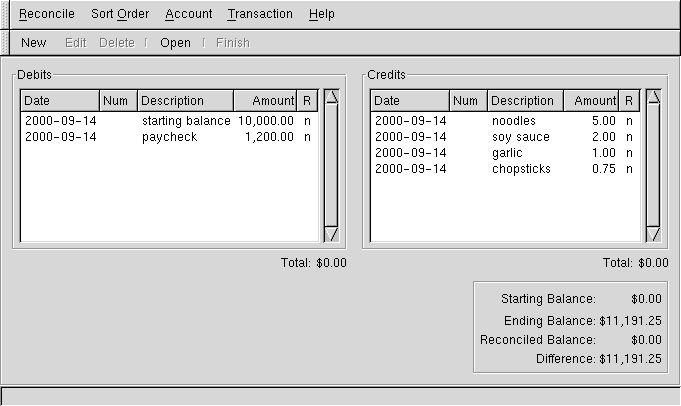 Reconcile Sort Order Account Transaction Help
New Edit Delete Open Finish
Debits
Date Num Description Amount R
2000-09-14 starting balance 10,000.00 n
2000-09-14 paycheck 1,200.00 n
Total: $0.00
Credits
Date Num Description Amount R
2000-09-14 noodles 5.00 n
2000-09-14 soy sauce 2.00 n
2000-09-14 garlic 1.00 n
2000-09-14 chopsticks 0.75 n
Total: $0.00
Starting Balance: $0.00
Ending Balance: $11,191.25
Reconciled Balance: $0.00
Difference: $11,191.25